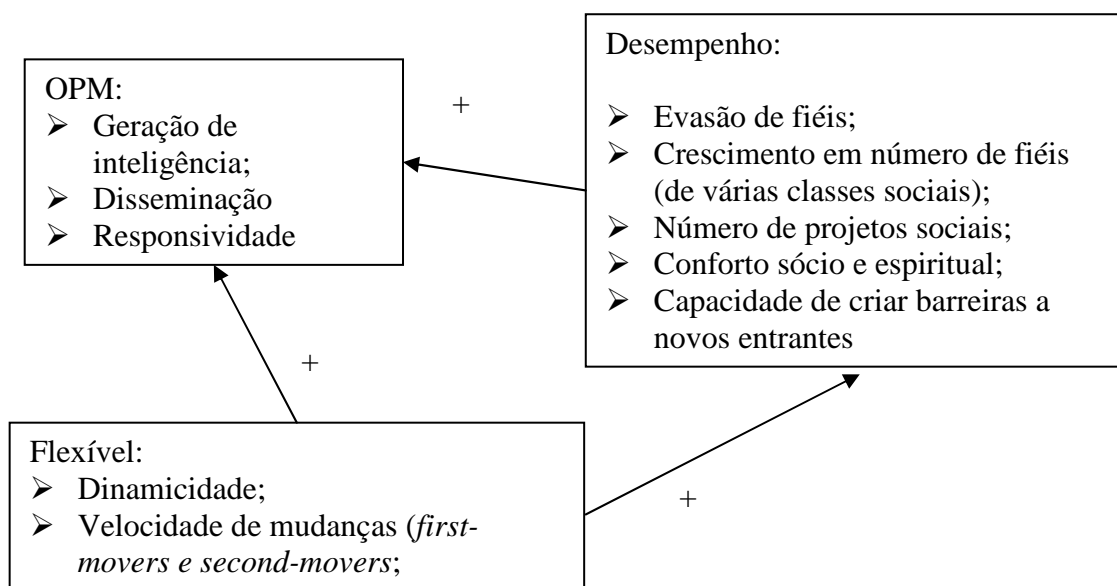 OPM:
➢ Geração de
inteligência;
➢ Disseminação
➢ Responsividade
+
Desempenho:
➢ Evasão de fiéis;
➢ Crescimento em número de fiéis
(de várias classes sociais);
➢ Número de projetos sociais;
➢ Conforto sócio e espiritual;
➢ Capacidade de criar barreiras a
novos entrantes
+
Flexível:
➢ Dinamicidade;
➢ Velocidade de mudanças (first-
movers e second-movers;
+